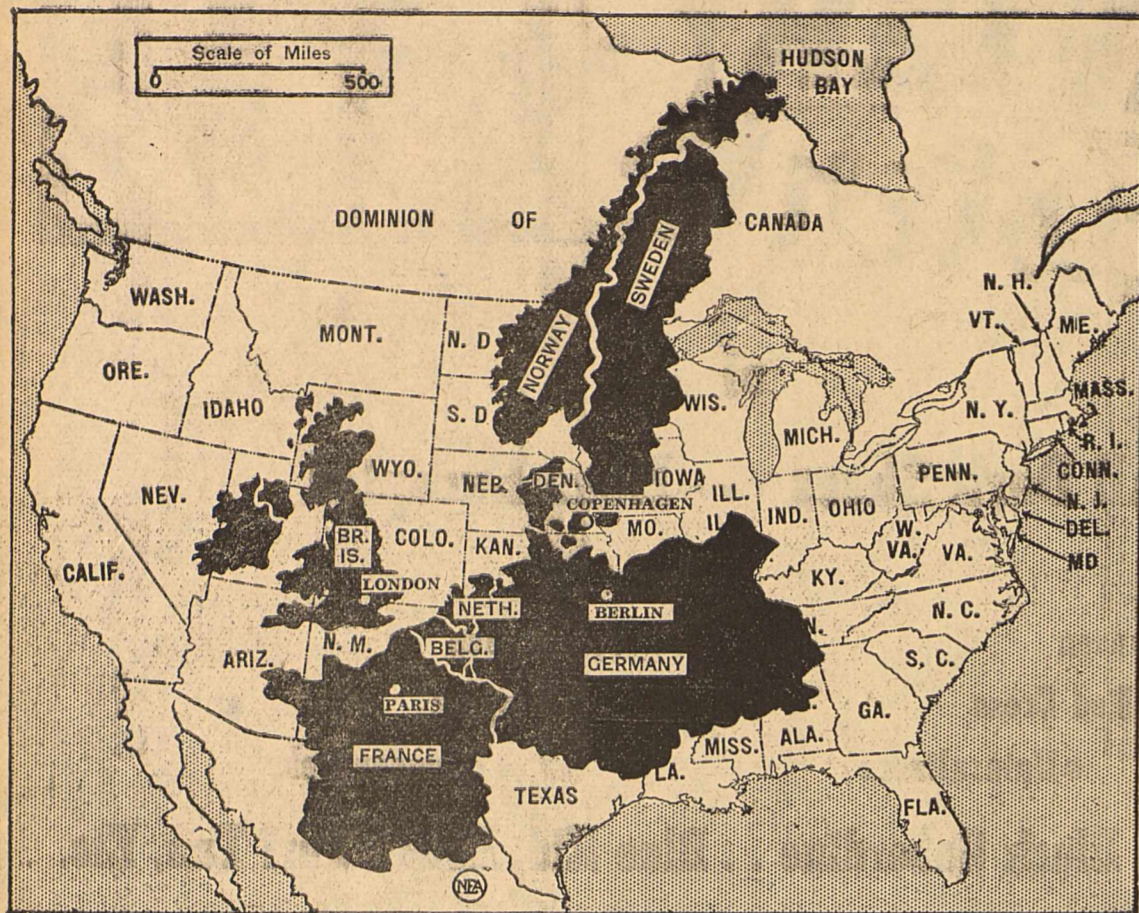 Scale of Miles
0 500
HUDSON
BAY
DOMINION OF CANADA
SWEDEN
NORWAY
WASH.
MONT.
N. D
N. H.
VT.
ME.
ORE.
IDAHO
S. D
WIS.
MICH.
N. Y.
MASS.
R. I.
CONN.
WYO.
NEB.
DEN.
IOWA
ILL.
PENN.
N. J.
NEV.
COPENHAGEN
IND.
OHIO
DEL.
BR.
IS.
COLO.
KAN.
MO.
IL
W.
VA.
VA.
MD
CALIF.
LONDON
KY.
NETH.
BERLIN
N. C.
N.
N. M.
BELG.
ARIZ.
GERMANY
S. C.
PARIS
GA.
FRANCE
MISS.
ALA.
LA.
TEXAS
FLA.
NEA